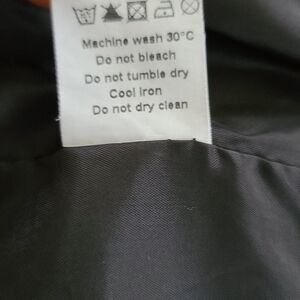 Machine wash 30°C
Do not bleach
Do not tumble dry
Cool iron
Do not dry clean